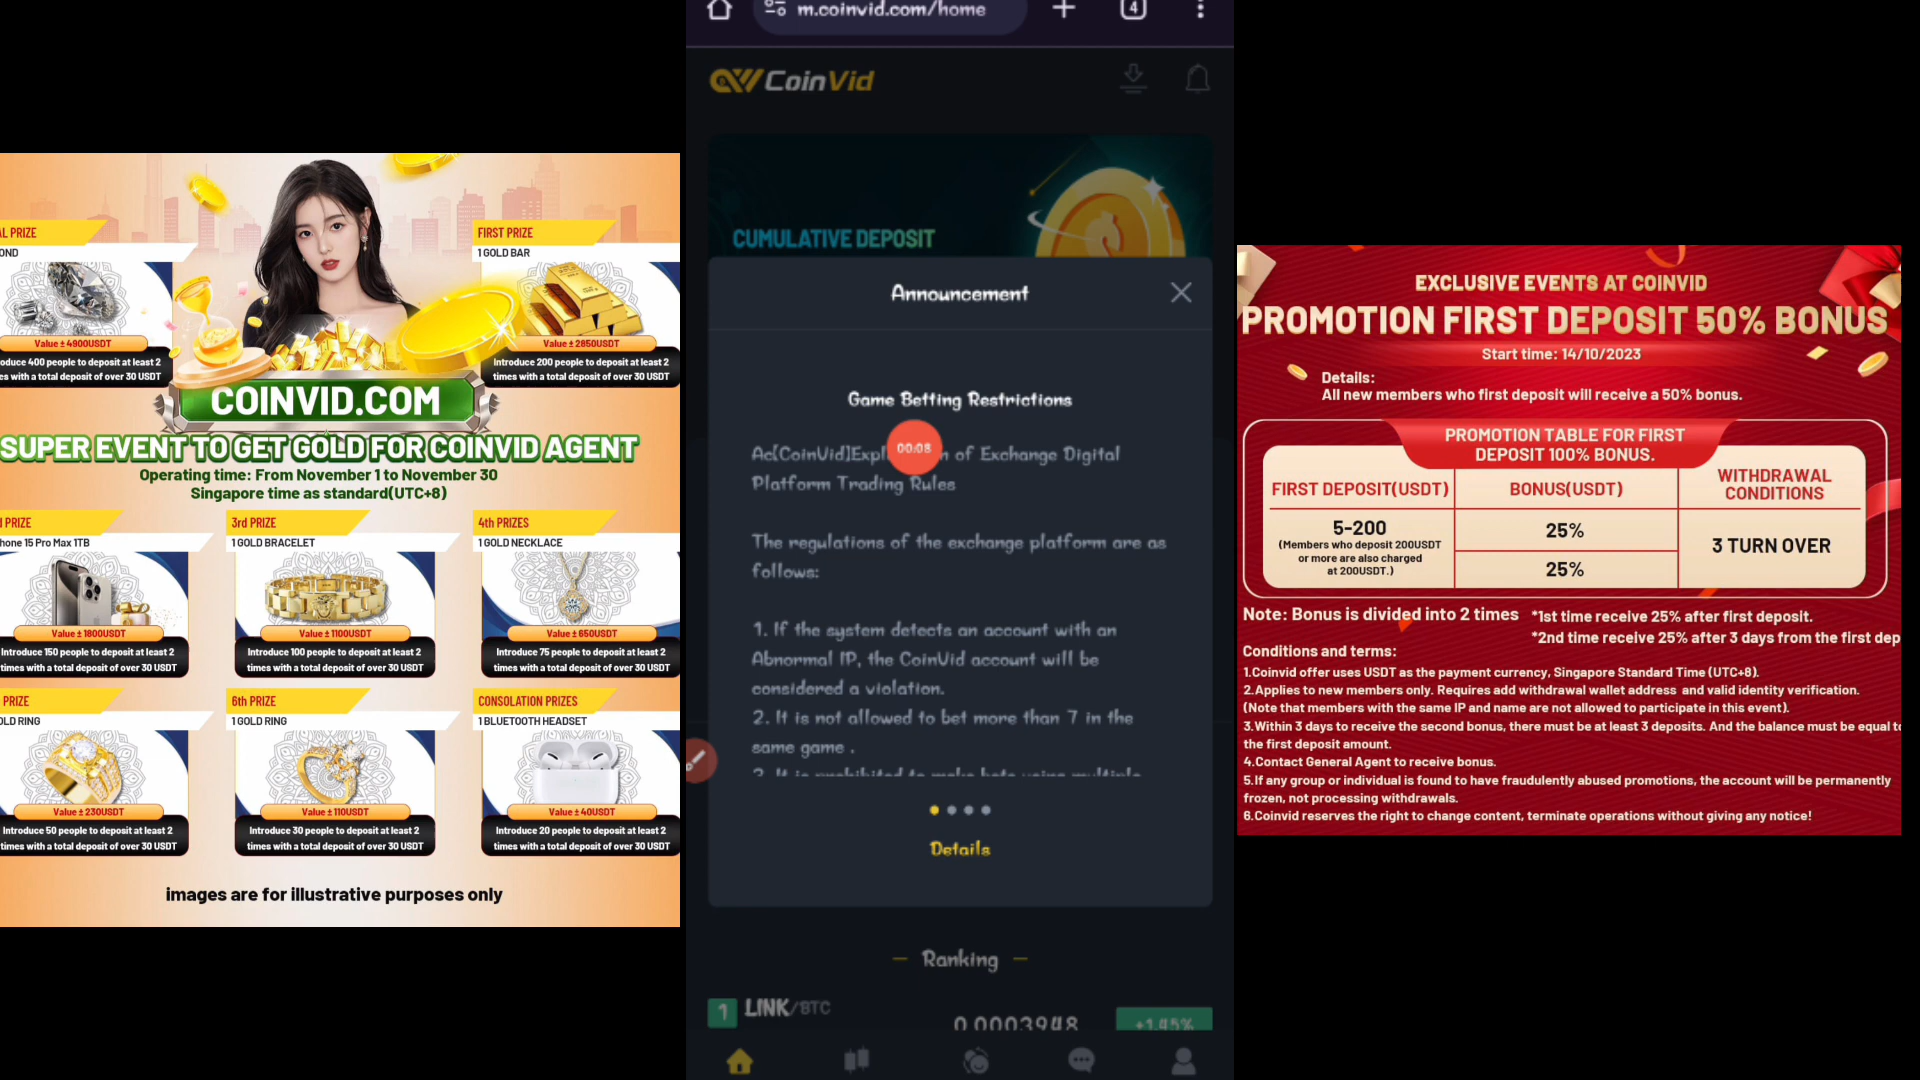 AL PRIZE
OND
Value ± 4900USDT
oduce 400 people to deposit at least 2
es with a total deposit of over 30 USDT
FIRST PRIZE
1 GOLD BAR
Value ± 2850USDT
Introduce 200 people to deposit at least 2
times with a total deposit of over 30 USDT
COINVID.COM
SUPER EVENT TO GET GOLD FOR COINVID AGENT
Operating time: From November 1 to November 30
Singapore time as standard(UTC+8)
d PRIZE
hone 15 Pro Max 1TB
Value ± 1800USDT
Introduce 150 people to deposit at least 2
times with a total deposit of over 30 USDT
3rd PRIZE
1 GOLD BRACELET
Value ± 1100USDT
Introduce 100 people to deposit at least 2
times with a total deposit of over 30 USDT
4th PRIZES
1 GOLD NECKLACE
Value ± 650USDT
Introduce 75 people to deposit at least 2
times with a total deposit of over 30 USDT
PRIZE
OLD RING
Value ± 230USDT
Introduce 50 people to deposit at least 2
times with a total deposit of over 30 USDT
6th PRIZE
1 GOLD RING
Value ± 110USDT
Introduce 30 people to deposit at least 2
times with a total deposit of over 30 USDT
CONSOLATION PRIZES
1 BLUETOOTH HEADSET
Value ± 40USDT
Introduce 20 people to deposit at least 2
times with a total deposit of over 30 USDT
images are for illustrative purposes only
m.coinvid.com/home
4
CoinVid
CUMULATIVE DEPOSIT
Announcement
Game Betting Restrictions
Ac[CoinVid]Expl n of Exchange Digital
00:08
Platform Trading Rules
The regulations of the exchange platform are as
follows:
1. If the system detects an account with an
Abnormal IP, the CoinVid account will be
considered a violation.
2. It is not allowed to bet more than 7 in the
same game .
3. It is prohibited to make bets using multiple
Details
Ranking
1 LINK/BTC
0.0003948
+1.45%
EXCLUSIVE EVENTS AT COINVID
PROMOTION FIRST DEPOSIT 50% BONUS
Start time: 14/10/2023
Details:
All new members who first deposit will receive a 50% bonus.
PROMOTION TABLE FOR FIRST
DEPOSIT 100% BONUS.
FIRST DEPOSIT(USDT)
BONUS(USDT)
WITHDRAWAL
CONDITIONS
5-200
(Members who deposit 200USDT
or more are also charged
at 200USDT.)
25%
25%
3 TURN OVER
Note: Bonus is divided into 2 times
*1st time receive 25% after first deposit.
*2nd time receive 25% after 3 days from the first dep
Conditions and terms:
1.Coinvid offer uses USDT as the payment currency, Singapore Standard Time (UTC+8).
2.Applies to new members only. Requires add withdrawal wallet address and valid identity verification.
(Note that members with the same IP and name are not allowed to participate in this event).
3.Within 3 days to receive the second bonus, there must be at least 3 deposits. And the balance must be equal to
the first deposit amount.
4.Contact General Agent to receive bonus.
5.If any group or individual is found to have fraudulently abused promotions, the account will be permanently
frozen, not processing withdrawals.
6.Coinvid reserves the right to change content, terminate operations without giving any notice!